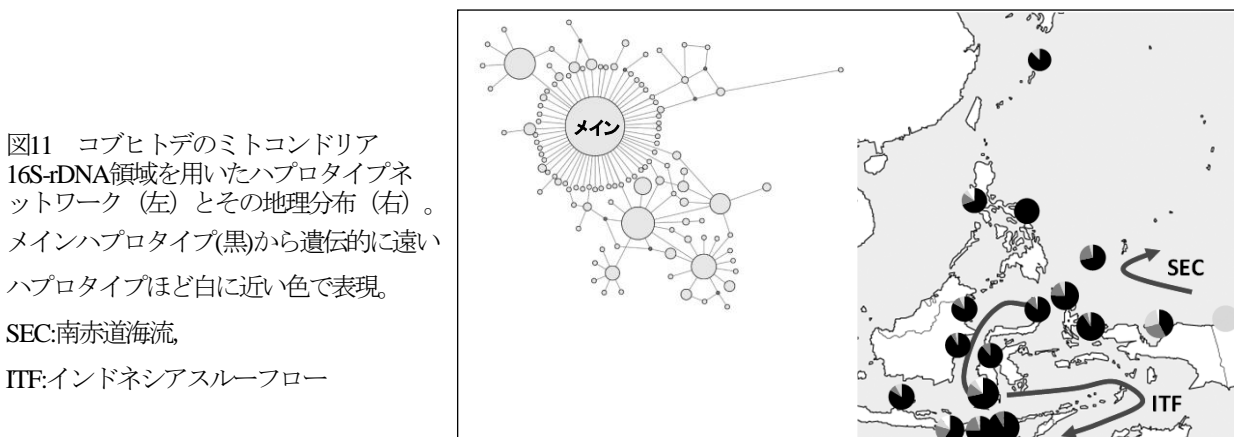 図11　コブヒトデのミトコンドリア
16S-rDNA領域を用いたハプロタイプネ
ットワーク（左）とその地理分布（右）。
メインハプロタイプ(黒)から遺伝的に遠い
ハプロタイプほど白に近い色で表現。
SEC:南赤道海流,
ITF:インドネシアスルーフロー
メイン
SEC
ITF